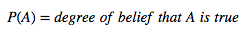 P(A) = degree of belief that A is true